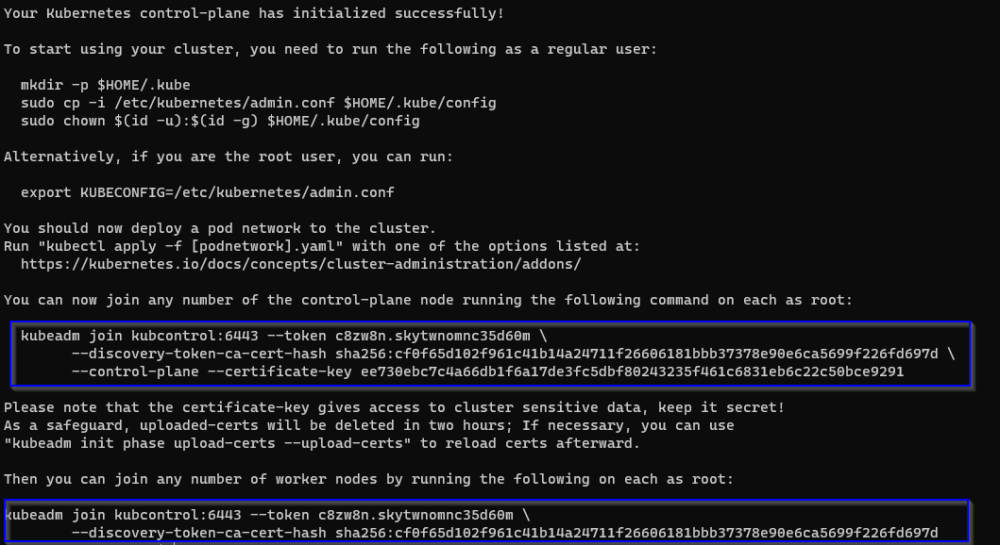 Your Kubernetes control-plane has initialized successfully!
To start using your cluster, you need to run the following as a regular user:
mkdir -p $HOME/.kube
sudo cp -i /etc/kubernetes/admin.conf $HOME/.kube/config
sudo chown $(id -u):$(id -g) $HOME/.kube/config
Alternatively, if you are the root user, you can run:
export KUBECONFIG=/etc/kubernetes/admin.conf
You should now deploy a pod network to the cluster.
Run "kubectl apply -f [podnetwork].yaml" with one of the options listed at:
https://kubernetes.io/docs/concepts/cluster-administration/addons/
You can now join any number of the control-plane node running the following command on each as root:
kubeadm join kubcontrol:6443 --token c8zw8n.skytwnomnc35d60m \
--discovery-token-ca-cert-hash sha256:cf0f65d102f961c41b14a24711f26606181bbb37378e90e6ca5699f226fd697d \
--control-plane --certificate-key ee730ebc7c4a66db1f6a17de3fc5dbf80243235f461c6831eb6c22c50bce9291
Please note that the certificate-key gives access to cluster sensitive data, keep it secret!
As a safeguard, uploaded-certs will be deleted in two hours; If necessary, you can use
"kubeadm init phase upload-certs --upload-certs" to reload certs afterward.
Then you can join any number of worker nodes by running the following on each as root:
kubeadm join kubcontrol:6443 --token c8zw8n.skytwnomnc35d60m \
--discovery-token-ca-cert-hash sha256:cf0f65d102f961c41b14a24711f26606181bbb37378e90e6ca5699f226fd697d